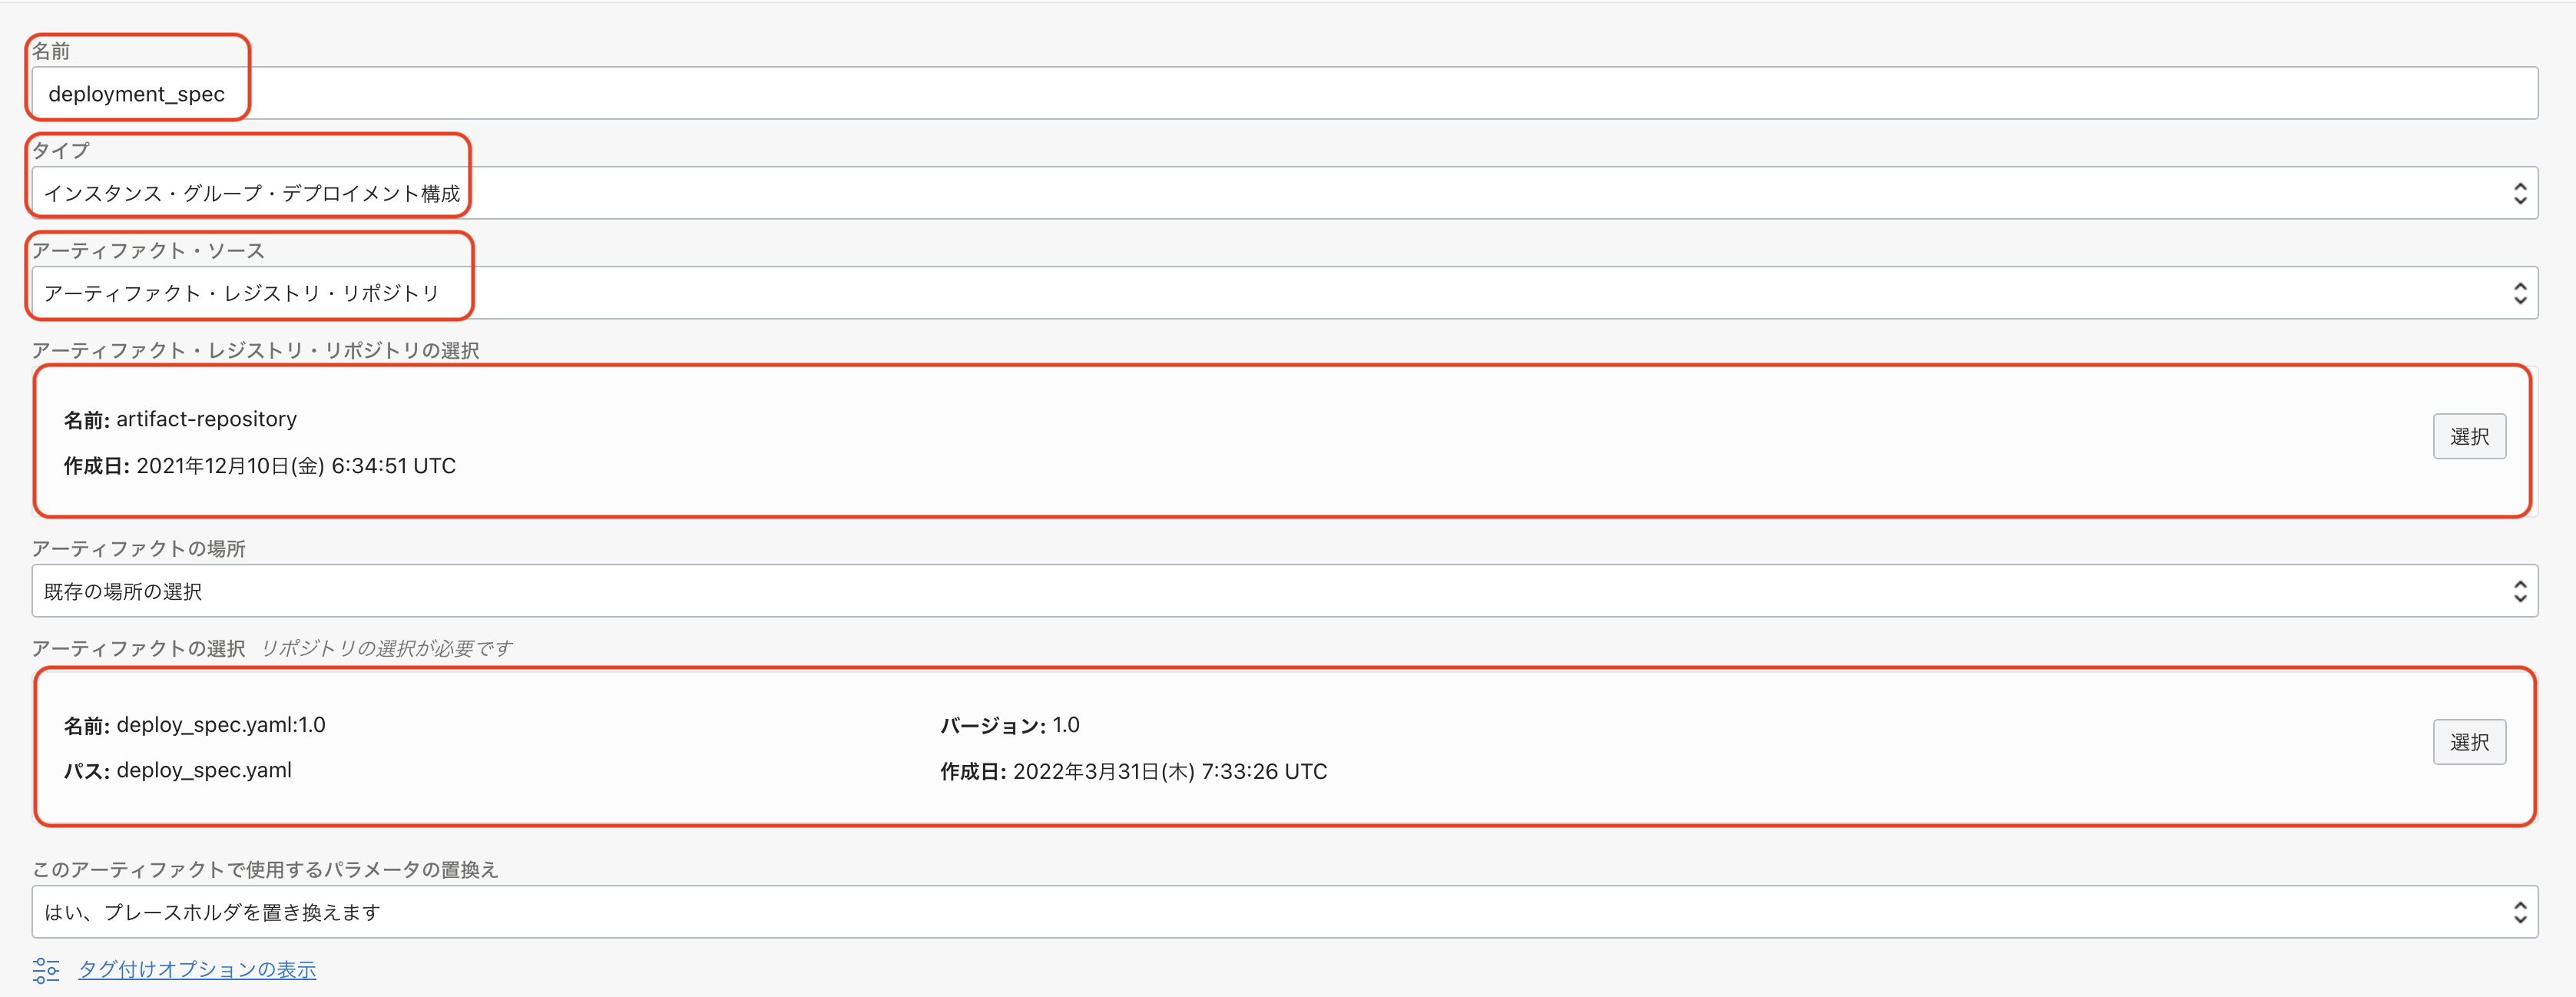 名前
deployment_spec
タイプ
インスタンス・グループ・デプロイメント構成
アーティファクト・ソース
アーティファクト・レジストリ・リポジトリ
アーティファクト・レジストリ・リポジトリの選択
名前: artifact-repository
選択
作成日: 2021年12月10日(金) 6:34:51 UTC
アーティファクトの場所
既存の場所の選択
アーティファクトの選択 リポジトリの選択が必要です
名前: deploy_spec.yaml:1.0 バージョン: 1.0
選択
パス: deploy_spec.yaml 作成日: 2022年3月31日(木) 7:33:26 UTC
このアーティファクトで使用するパラメータの置換え
はい、プレースホルダを置き換えます
タグ付けオプションの表示